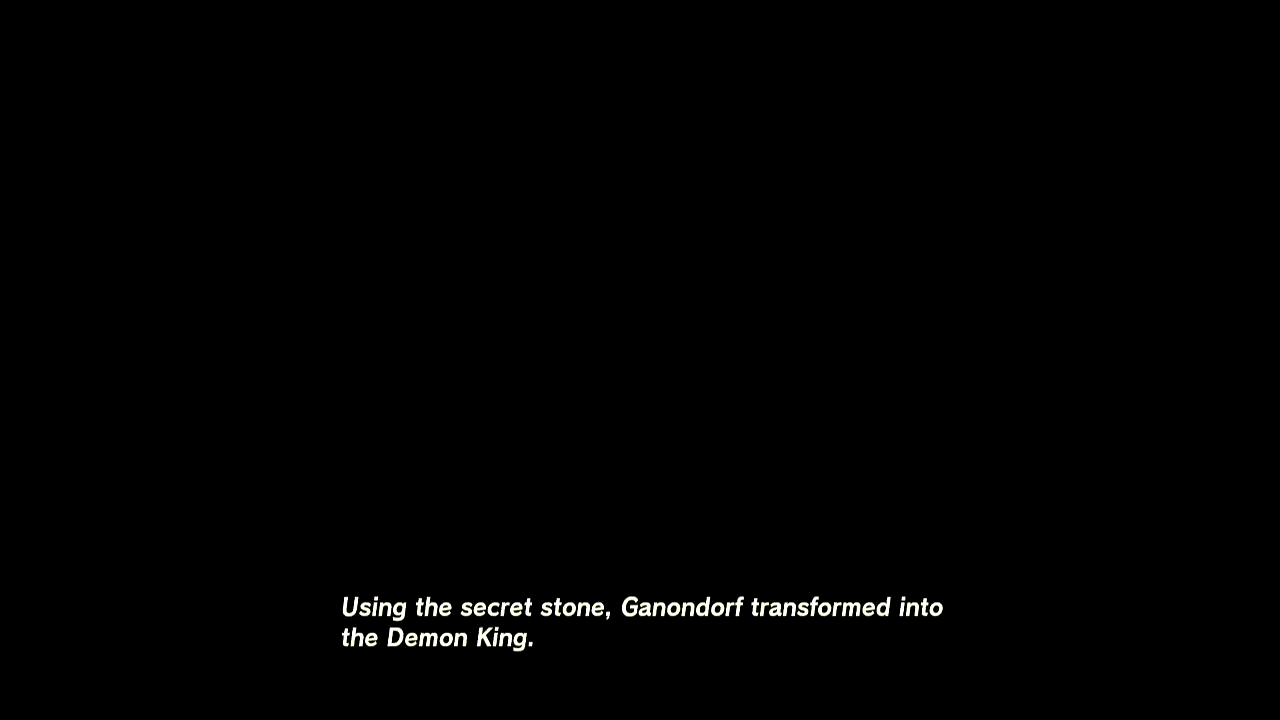 Using the secret stone, Ganondorf transformed into
the Demon King.